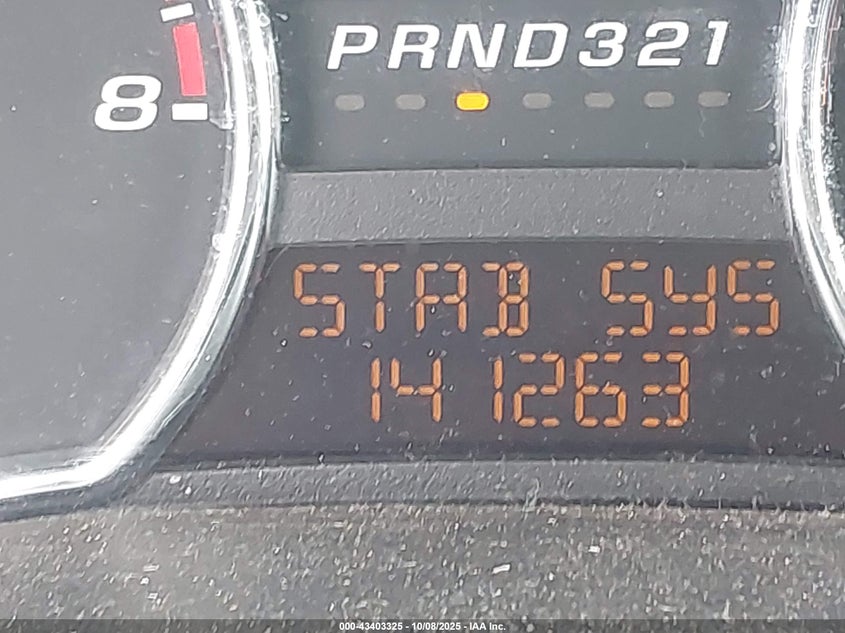 PRND321
8
STAB SYS
141263
000-43403325 - 10/08/2025 - IAA Inc.